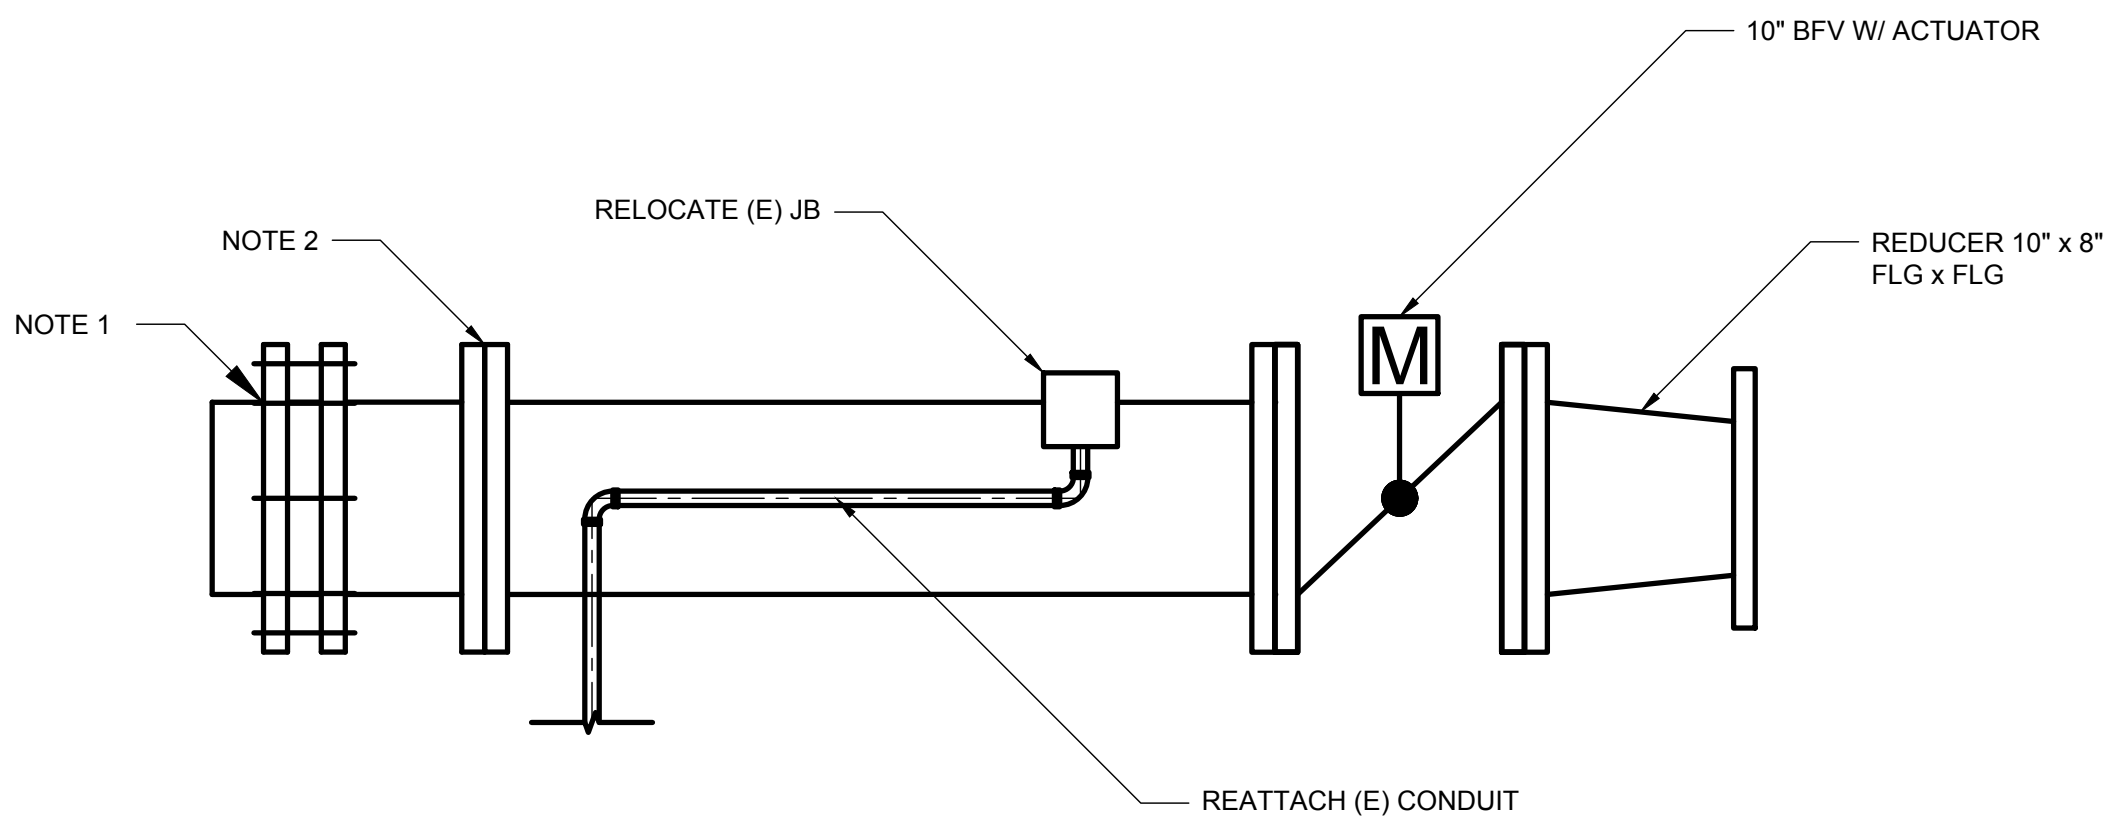 10" BFV W/ ACTUATOR
RELOCATE (E) JB
NOTE 2
REDUCER 10" x 8"
FLG x FLG
NOTE 1
M
REATTACH (E) CONDUIT